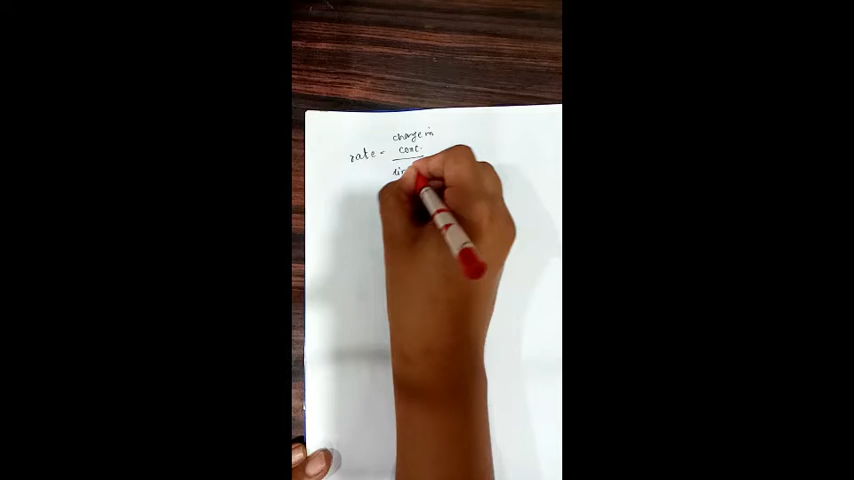 change in
rate = conc.